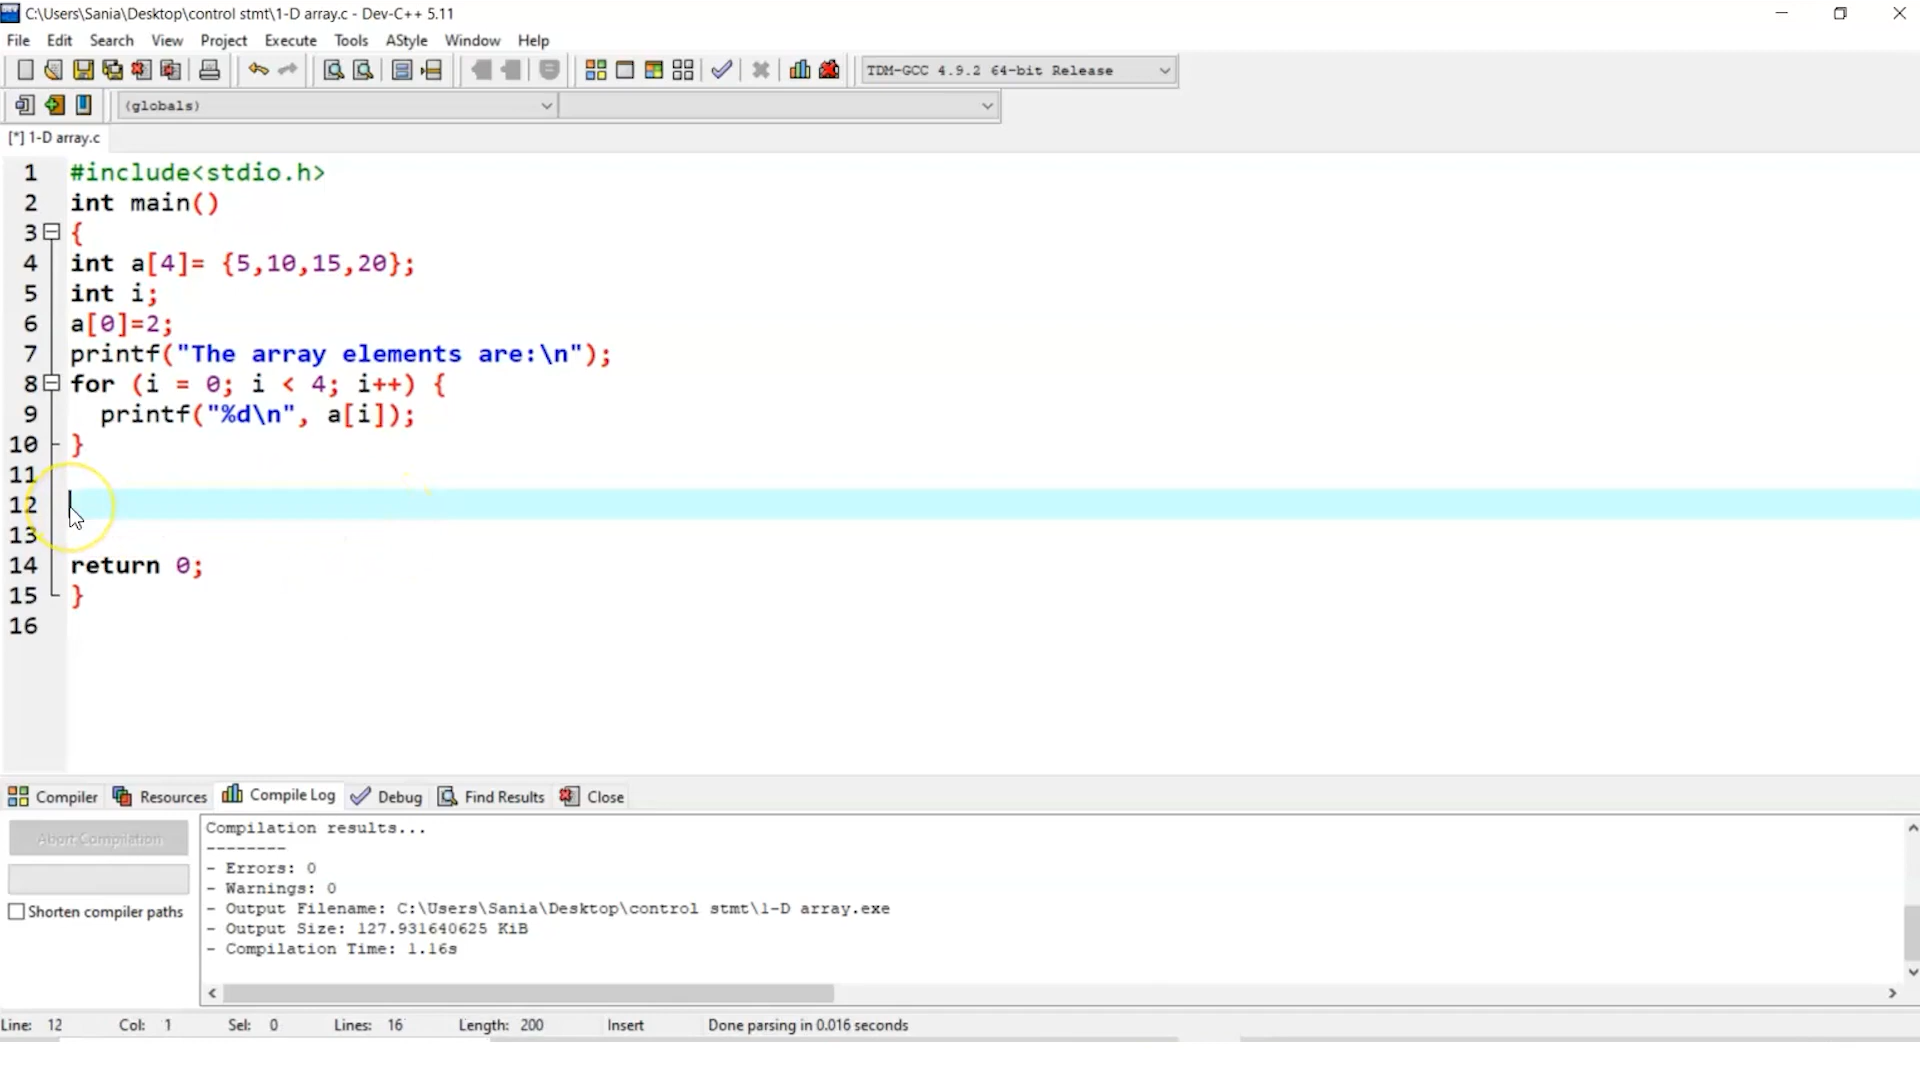 C:\Users\Sania\Desktop\control stmt\1-D array.c - Dev-C++ 5.11
File Edit Search View Project Execute Tools AStyle Window Help
TDM-GCC 4.9.2 64-bit Release
(globals)
[*] 1-D array.c
1 #include<stdio.h>
2 int main()
3 {
4 int a[4]= {5,10,15,20};
5 int i;
6 a[0]=2;
7 printf("The array elements are:\n");
8 for (i = 0; i < 4; i++) {
9 printf("%d\n", a[i]);
10 }
11
12
13
14 return 0;
15 }
16
Compiler Resources Compile Log Debug Find Results Close
Abort Compilation
Shorten compiler paths
Compilation results...
--------
- Errors: 0
- Warnings: 0
- Output Filename: C:\Users\Sania\Desktop\control stmt\1-D array.exe
- Output Size: 127.931640625 KiB
- Compilation Time: 1.16s
Line: 12 Col: 1 Sel: 0 Lines: 16 Length: 200 Insert Done parsing in 0.016 seconds